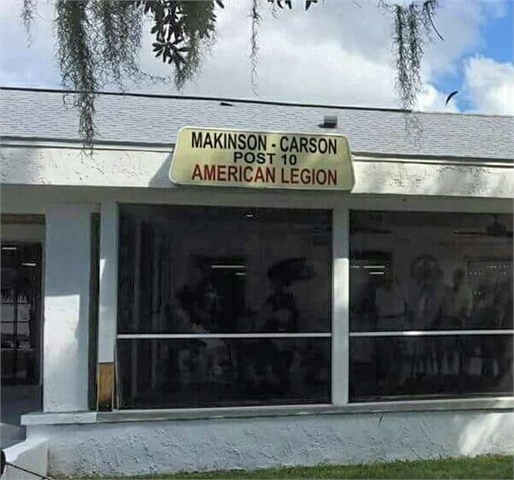 MAKINSON - CARSON
POST 10
AMERICAN LEGION